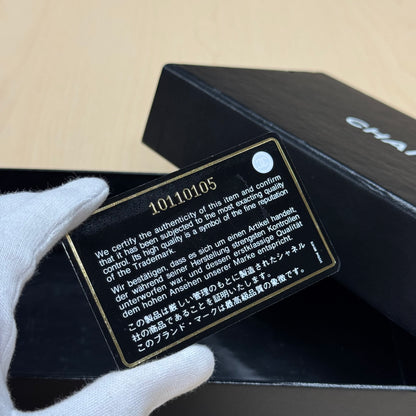 CHA
10110105
We certify the authenticity of this item and confirm
that it has been subjected to the most exacting quality
control. Its high quality is a symbol of the fine reputation
of the Trademark.
Wir bestätigen, dass es sich um einen Artikel handelt,
der während seiner Herstellung strengsten Kontrollen
unterworfen war und dessen erstklassige Qualität
dem hohen Ansehen unserer Marke entspricht.
この製品は厳しい管理のもとに製造されたシャネル
社の商品であることを証明いたします。
このブランド・マークは最高級品質の象徴です。